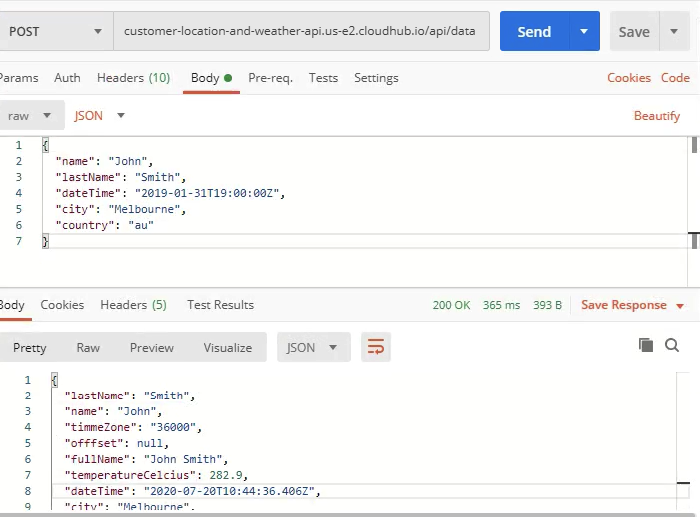 POST customer-location-and-weather-api.us-e2.cloudhub.io/api/data Send Save
Params Auth Headers (10) Body Pre-req. Tests Settings Cookies Code
raw JSON Beautify
1 {
2 "name": "John",
3 "lastName": "Smith",
4 "dateTime": "2019-01-31T19:00:00Z",
5 "city": "Melbourne",
6 "country": "au"
7 }
Body Cookies Headers (5) Test Results 200 OK 365 ms 393 B Save Response
Pretty Raw Preview Visualize JSON
1 {
2 "lastName": "Smith",
3 "name": "John",
4 "timmeZone": "36000",
5 "offfset": null,
6 "fullName": "John Smith",
7 "temperatureCelcius": 282.9,
8 "dateTime": "2020-07-20T10:44:36.406Z",
9 "city": "Melbourne",